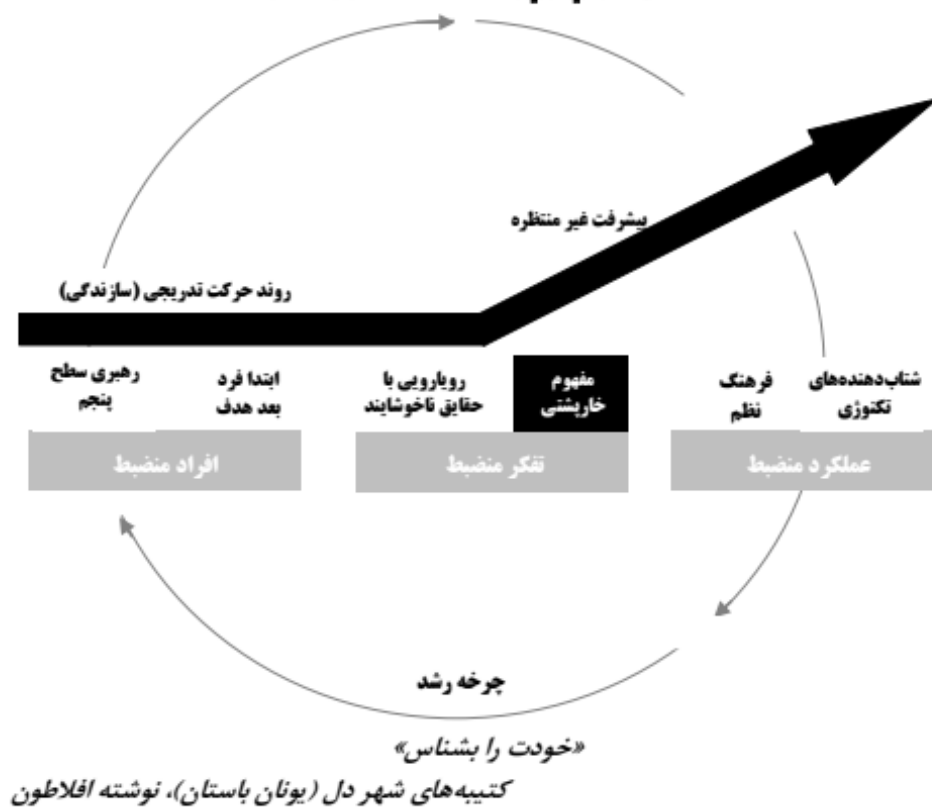 پیشرفت غیر منتظره
روند حرکت تدریجی (سازندگی)
رهبری سطح
پنجم
ابتدا فرد
بعد هدف
رویارویی با
حقایق ناخوشایند
مفهوم
خارپشتی
فرهنگ
نظم
شتاب‌دهنده‌های
تکنوژی
افراد منضبط
تفکر منضبط
عملکرد منضبط
چرخه رشد
«خودت را بشناس»
کتیبه‌های شهر دل (یونان باستان)، نوشته افلاطون